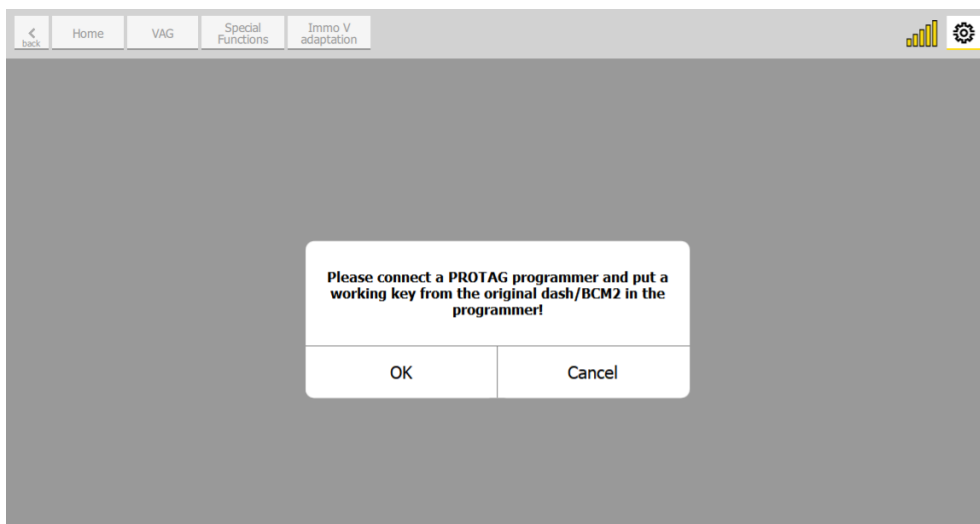 back
Home
VAG
Special
Functions
Immo V
adaptation
Please connect a PROTAG programmer and put a
working key from the original dash/BCM2 in the
programmer!
OK
Cancel